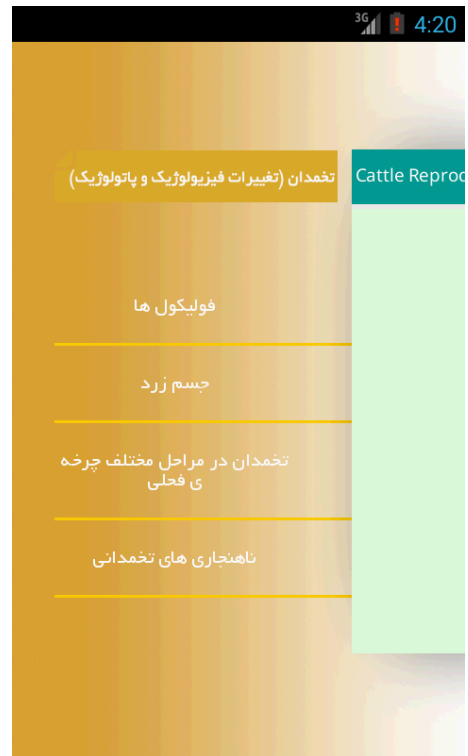 3G 4:20
تخمدان (تغییرات فیزیولوژیک و پاتولوژیک)
Cattle Reproc
فولیکول ها
جسم زرد
تخمدان در مراحل مختلف چرخه
ی فحلی
ناهنجاری های تخمدانی